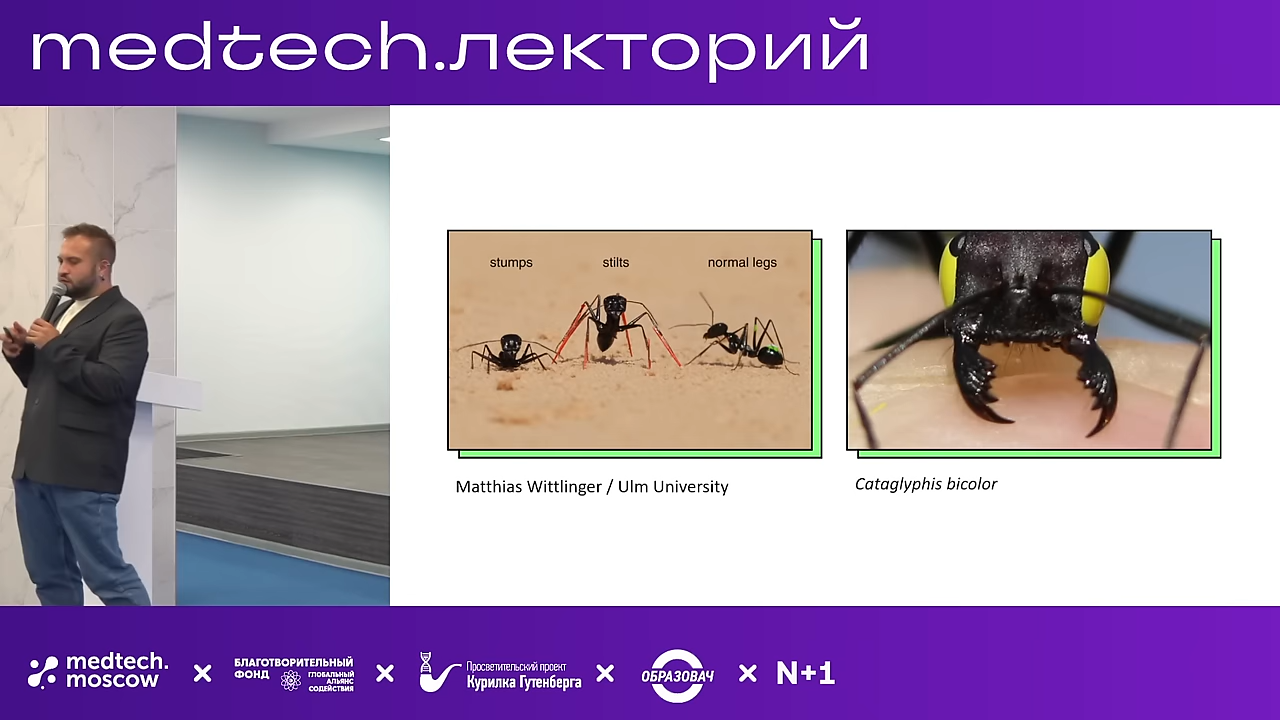 medtech.лекторий
stumps
stilts
normal legs
Matthias Wittlinger / Ulm University
Cataglyphis bicolor
medtech.
moscow
БЛАГОТВОРИТЕЛЬНЫЙ
ФОНД
ГЛОБАЛЬНЫЙ
АЛЬЯНС
СОДЕЙСТВИЯ
Просветительский проект
Курилка Гутенберга
ОБРАЗОВАЧ
N+1